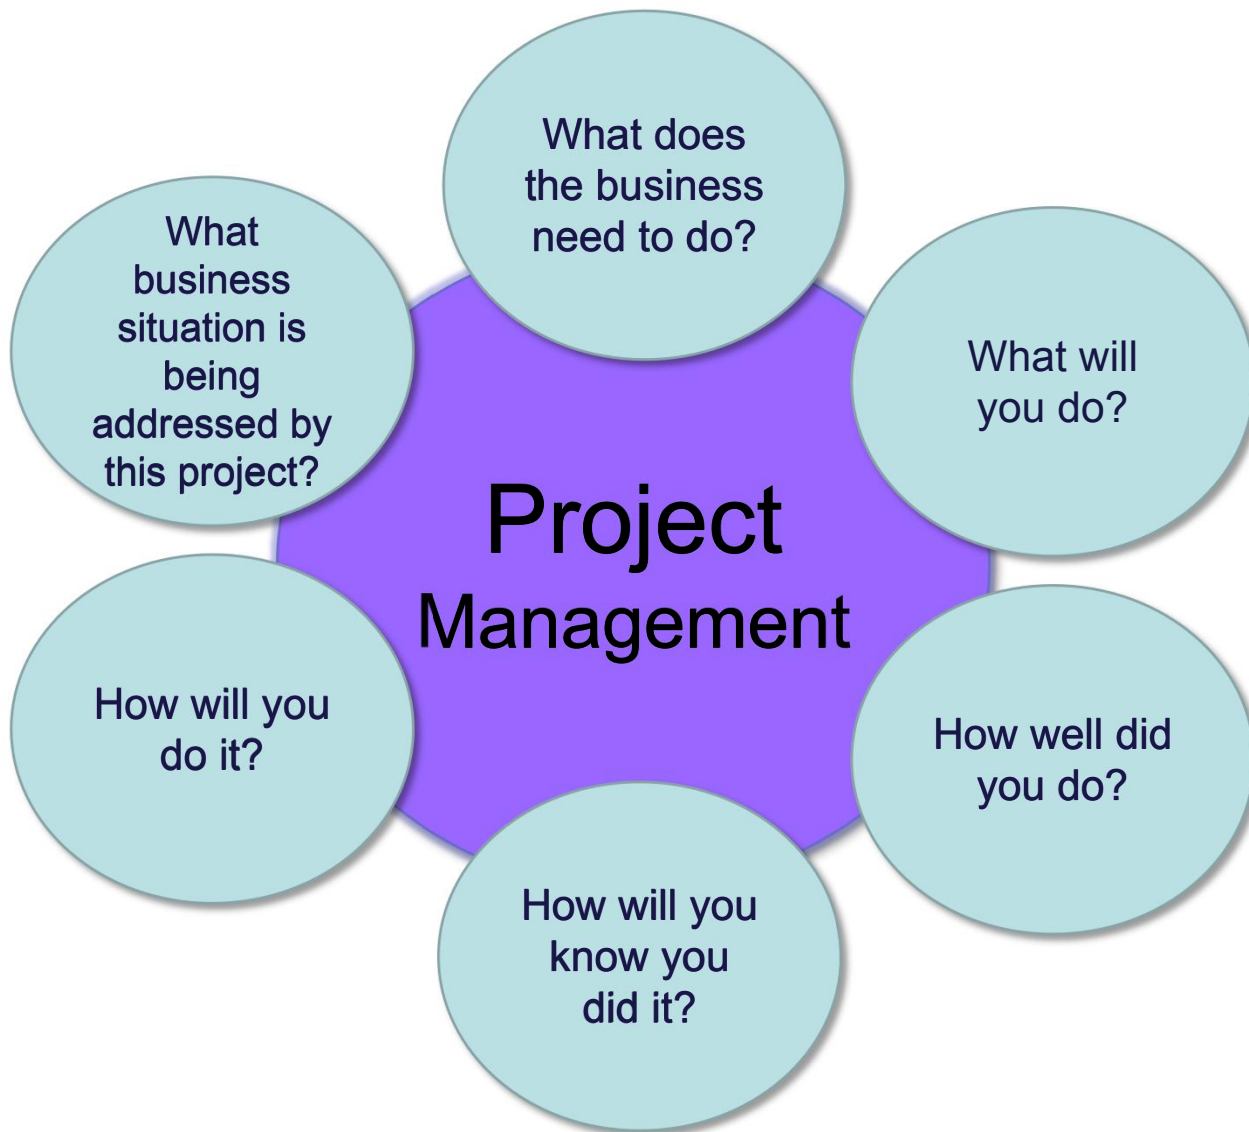 What does
the business
need to do?
What
business
situation is
being
addressed by
this project?
What will
you do?
Project
Management
How will you
do it?
How well did
you do?
How will you
know you
did it?